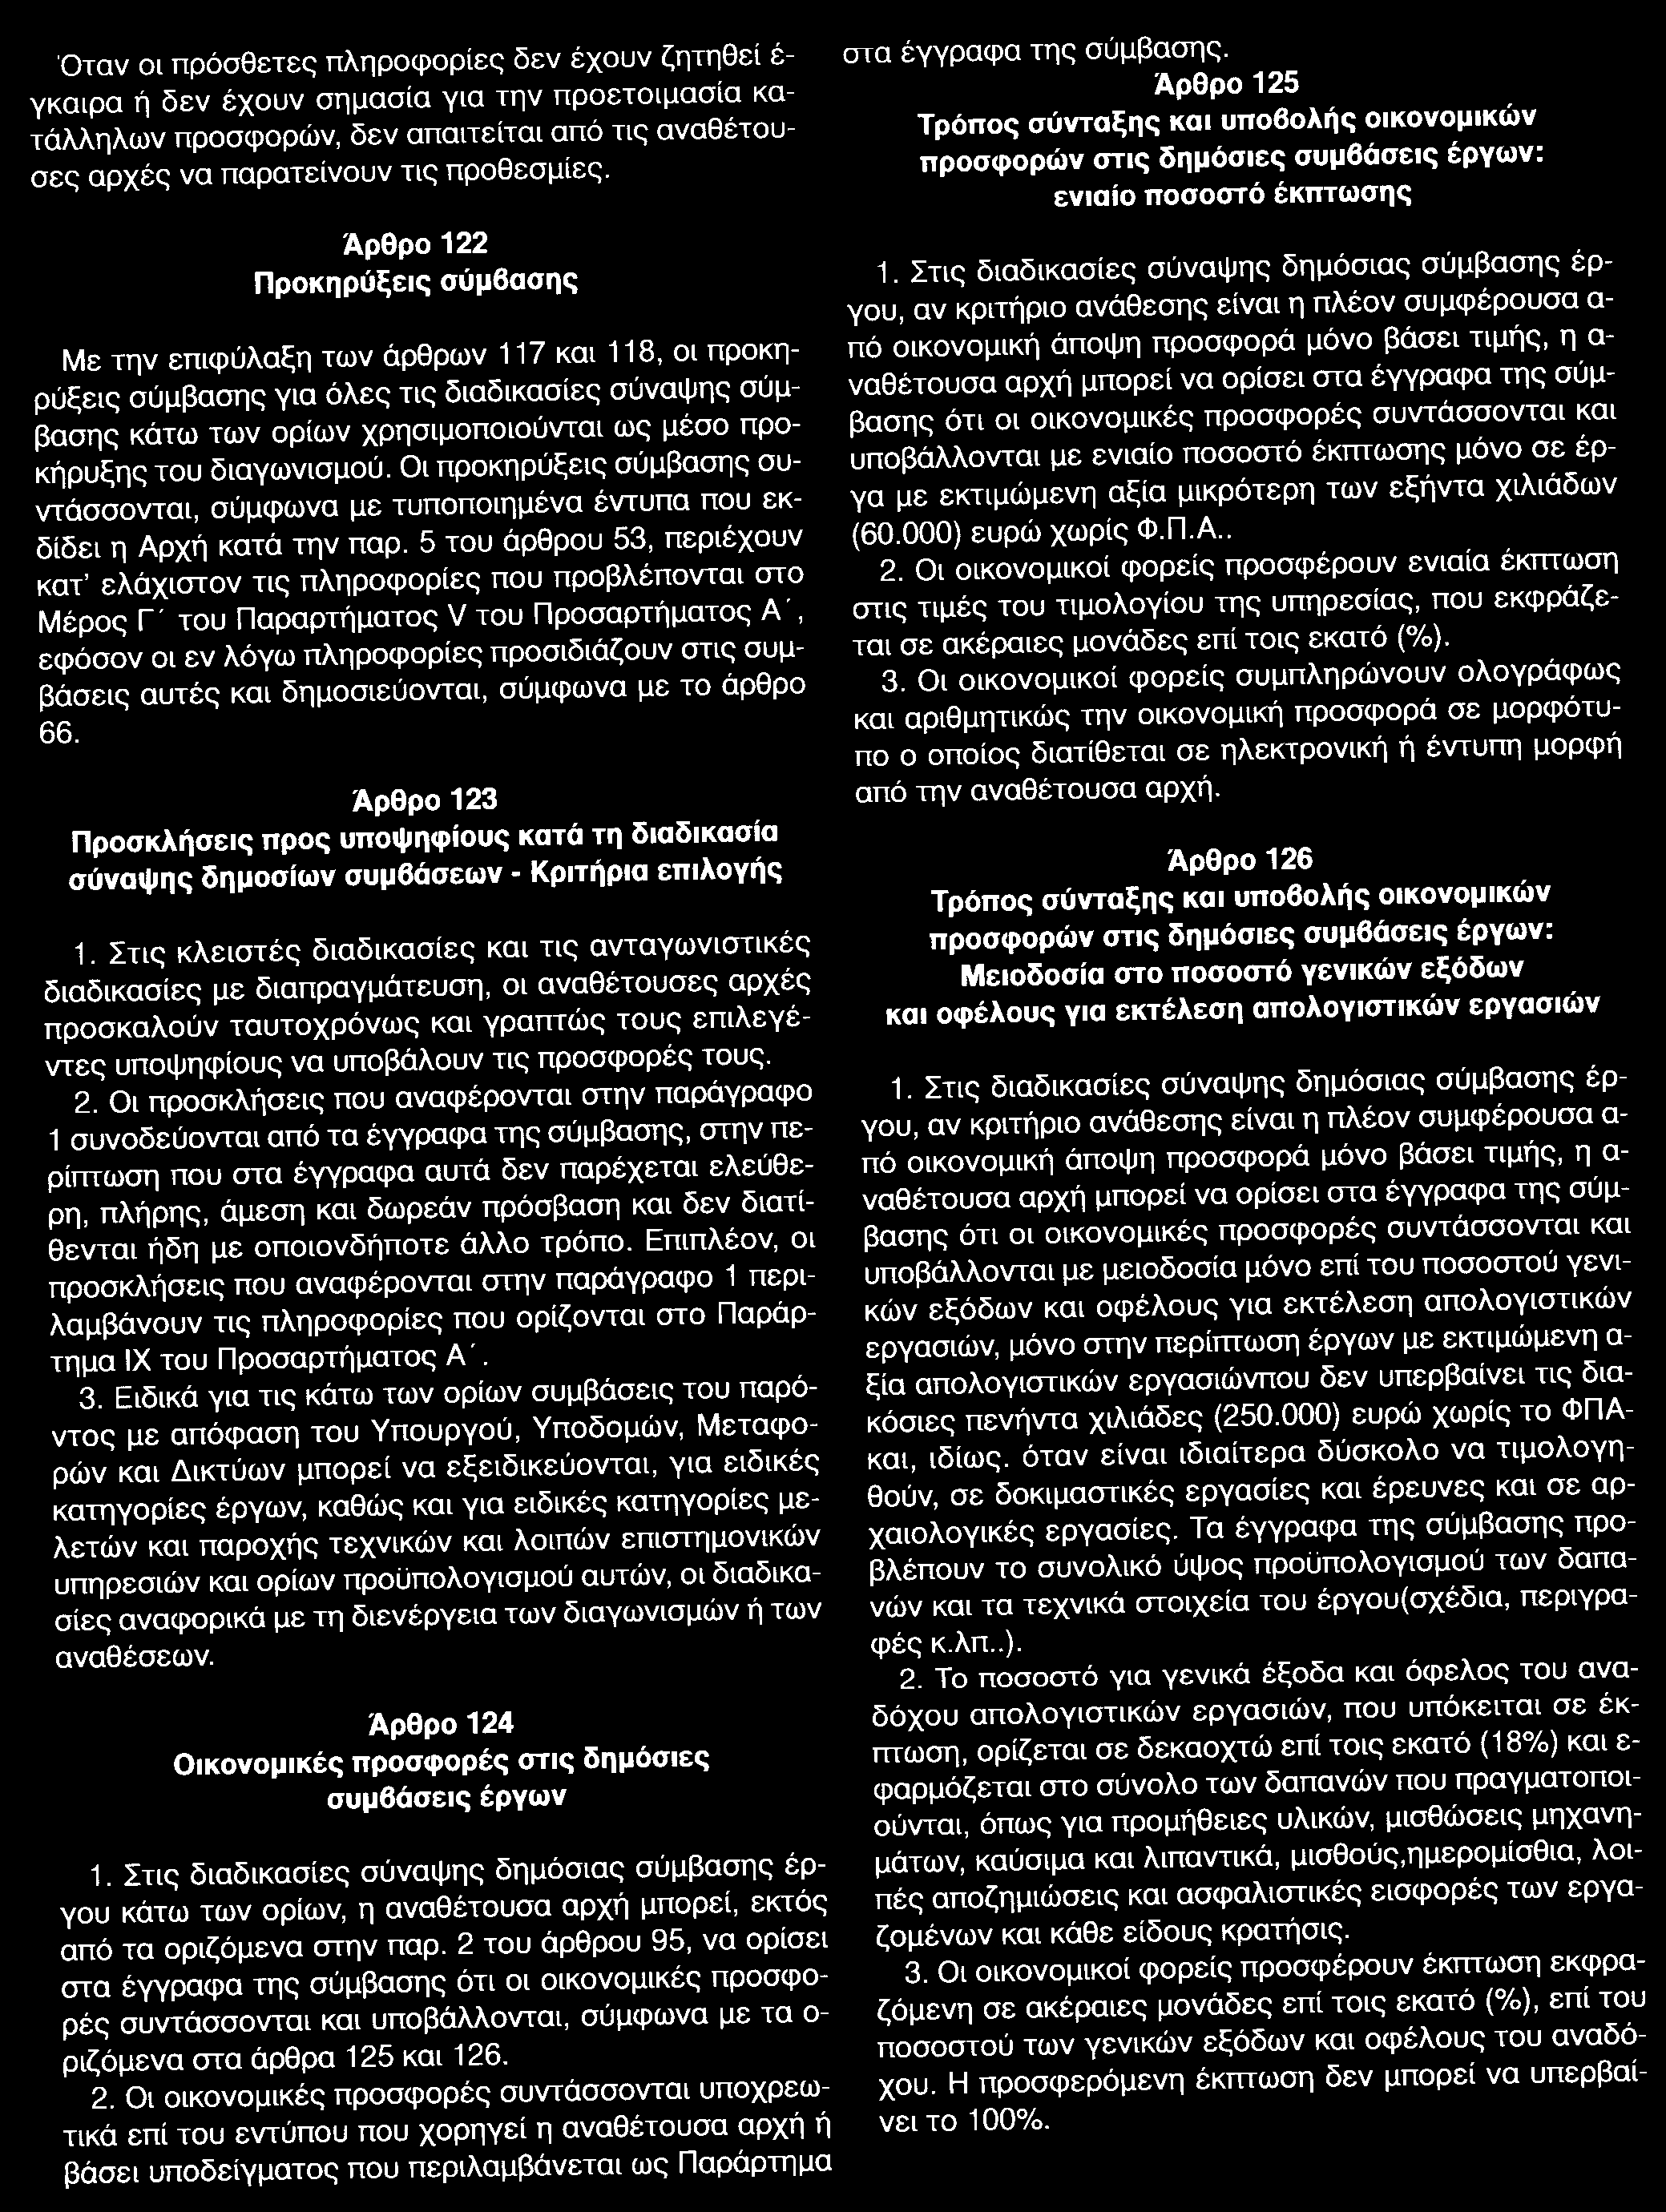 Όταν οι πρόσθετες πληροφορίες δεν έχουν ζητηθεί έ-
γκαιρα ή δεν έχουν σημασία για την προετοιμασία κα-
τάλληλων προσφορών, δεν απαιτείται από τις αναθέτου-
σες αρχές να παρατείνουν τις προθεσμίες.
Άρθρο 122
Προκηρύξεις σύμβασης
Με την επιφύλαξη των άρθρων 117 και 118, οι προκη-
ρύξεις σύμβασης για όλες τις διαδικασίες σύναψης σύμ-
βασης κάτω των ορίων χρησιμοποιούνται ως μέσο προ-
κήρυξης του διαγωνισμού. Οι προκηρύξεις σύμβασης συ-
ντάσσονται, σύμφωνα με τυποποιημένα έντυπα που εκ-
δίδει η Αρχή κατά την παρ. 5 του άρθρου 53, περιέχουν
κατ' ελάχιστον τις πληροφορίες που προβλέπονται στο
Μέρος Γ΄ του Παραρτήματος V του Προσαρτήματος Α΄,
εφόσον οι εν λόγω πληροφορίες προσιδιάζουν στις συμ-
βάσεις αυτές και δημοσιεύονται, σύμφωνα με το άρθρο
66.
Άρθρο 123
Προσκλήσεις προς υποψηφίους κατά τη διαδικασία
σύναψης δημοσίων συμβάσεων - Κριτήρια επιλογής
1. Στις κλειστές διαδικασίες και τις ανταγωνιστικές
διαδικασίες με διαπραγμάτευση, οι αναθέτουσες αρχές
προσκαλούν ταυτοχρόνως και γραπτώς τους επιλεγέ-
ντες υποψηφίους να υποβάλουν τις προσφορές τους.
2. Οι προσκλήσεις που αναφέρονται στην παράγραφο
1 συνοδεύονται από τα έγγραφα της σύμβασης, στην πε-
ρίπτωση που στα έγγραφα αυτά δεν παρέχεται ελεύθε-
ρη, πλήρης, άμεση και δωρεάν πρόσβαση και δεν διατί-
θενται ήδη με οποιονδήποτε άλλο τρόπο. Επιπλέον, οι
προσκλήσεις που αναφέρονται στην παράγραφο 1 περι-
λαμβάνουν τις πληροφορίες που ορίζονται στο Παράρ-
τημα IX του Προσαρτήματος Α΄.
3. Ειδικά για τις κάτω των ορίων συμβάσεις του παρό-
ντος με απόφαση του Υπουργού, Υποδομών, Μεταφο-
ρών και Δικτύων μπορεί να εξειδικεύονται, για ειδικές
κατηγορίες έργων, καθώς και για ειδικές κατηγορίες με-
λετών και παροχής τεχνικών και λοιπών επιστημονικών
υπηρεσιών και ορίων προϋπολογισμού αυτών, οι διαδικα-
σίες αναφορικά με τη διενέργεια των διαγωνισμών ή των
αναθέσεων.
Άρθρο 124
Οικονομικές προσφορές στις δημόσιες
συμβάσεις έργων
1. Στις διαδικασίες σύναψης δημόσιας σύμβασης έρ-
γου κάτω των ορίων, η αναθέτουσα αρχή μπορεί, εκτός
από τα οριζόμενα στην παρ. 2 του άρθρου 95, να ορίσει
στα έγγραφα της σύμβασης ότι οι οικονομικές προσφο-
ρές συντάσσονται και υποβάλλονται, σύμφωνα με τα ο-
ριζόμενα στα άρθρα 125 και 126.
2. Οι οικονομικές προσφορές συντάσσονται υποχρεω-
τικά επί του εντύπου που χορηγεί η αναθέτουσα αρχή ή
βάσει υποδείγματος που περιλαμβάνεται ως Παράρτημα
στα έγγραφα της σύμβασης.
Άρθρο 125
Τρόπος σύνταξης και υποβολής οικονομικών
προσφορών στις δημόσιες συμβάσεις έργων:
ενιαίο ποσοστό έκπτωσης
1. Στις διαδικασίες σύναψης δημόσιας σύμβασης έρ-
γου, αν κριτήριο ανάθεσης είναι η πλέον συμφέρουσα α-
πό οικονομική άποψη προσφορά μόνο βάσει τιμής, η α-
ναθέτουσα αρχή μπορεί να ορίσει στα έγγραφα της σύμ-
βασης ότι οι οικονομικές προσφορές συντάσσονται και
υποβάλλονται με ενιαίο ποσοστό έκπτωσης μόνο σε έρ-
γα με εκτιμώμενη αξία μικρότερη των εξήντα χιλιάδων
(60.000) ευρώ χωρίς Φ.Π.Α..
2. Οι οικονομικοί φορείς προσφέρουν ενιαία έκπτωση
στις τιμές του τιμολογίου της υπηρεσίας, που εκφράζε-
ται σε ακέραιες μονάδες επί τοις εκατό (%).
3. Οι οικονομικοί φορείς συμπληρώνουν ολογράφως
και αριθμητικώς την οικονομική προσφορά σε μορφότυ-
πο ο οποίος διατίθεται σε ηλεκτρονική ή έντυπη μορφή
από την αναθέτουσα αρχή.
Άρθρο 126
Τρόπος σύνταξης και υποβολής οικονομικών
προσφορών στις δημόσιες συμβάσεις έργων:
Μειοδοσία στο ποσοστό γενικών εξόδων
και οφέλους για εκτέλεση απολογιστικών εργασιών
1. Στις διαδικασίες σύναψης δημόσιας σύμβασης έρ-
γου, αν κριτήριο ανάθεσης είναι η πλέον συμφέρουσα α-
πό οικονομική άποψη προσφορά μόνο βάσει τιμής, η α-
ναθέτουσα αρχή μπορεί να ορίσει στα έγγραφα της σύμ-
βασης ότι οι οικονομικές προσφορές συντάσσονται και
υποβάλλονται με μειοδοσία μόνο επί του ποσοστού γενι-
κών εξόδων και οφέλους για εκτέλεση απολογιστικών
εργασιών, μόνο στην περίπτωση έργων με εκτιμώμενη α-
ξία απολογιστικών εργασιώνπου δεν υπερβαίνει τις δια-
κόσιες πενήντα χιλιάδες (250.000) ευρώ χωρίς το ΦΠΑ-
και, ιδίως. όταν είναι ιδιαίτερα δύσκολο να τιμολογη-
θούν, σε δοκιμαστικές εργασίες και έρευνες και σε αρ-
χαιολογικές εργασίες. Τα έγγραφα της σύμβασης προ-
βλέπουν το συνολικό ύψος προϋπολογισμού των δαπα-
νών και τα τεχνικά στοιχεία του έργου(σχέδια, περιγρα-
φές κ.λπ..).
2. Το ποσοστό για γενικά έξοδα και όφελος του ανα-
δόχου απολογιστικών εργασιών, που υπόκειται σε έκ-
πτωση, ορίζεται σε δεκαοχτώ επί τοις εκατό (18%) και ε-
φαρμόζεται στο σύνολο των δαπανών που πραγματοποι-
ούνται, όπως για προμήθειες υλικών, μισθώσεις μηχανη-
μάτων, καύσιμα και λιπαντικά, μισθούς,ημερομίσθια, λοι-
πές αποζημιώσεις και ασφαλιστικές εισφορές των εργα-
ζομένων και κάθε είδους κρατήσις.
3. Οι οικονομικοί φορείς προσφέρουν έκπτωση εκφρα-
ζόμενη σε ακέραιες μονάδες επί τοις εκατό (%), επί του
ποσοστού των γενικών εξόδων και οφέλους του αναδό-
χου. Η προσφερόμενη έκπτωση δεν μπορεί να υπερβαί-
νει το 100%.